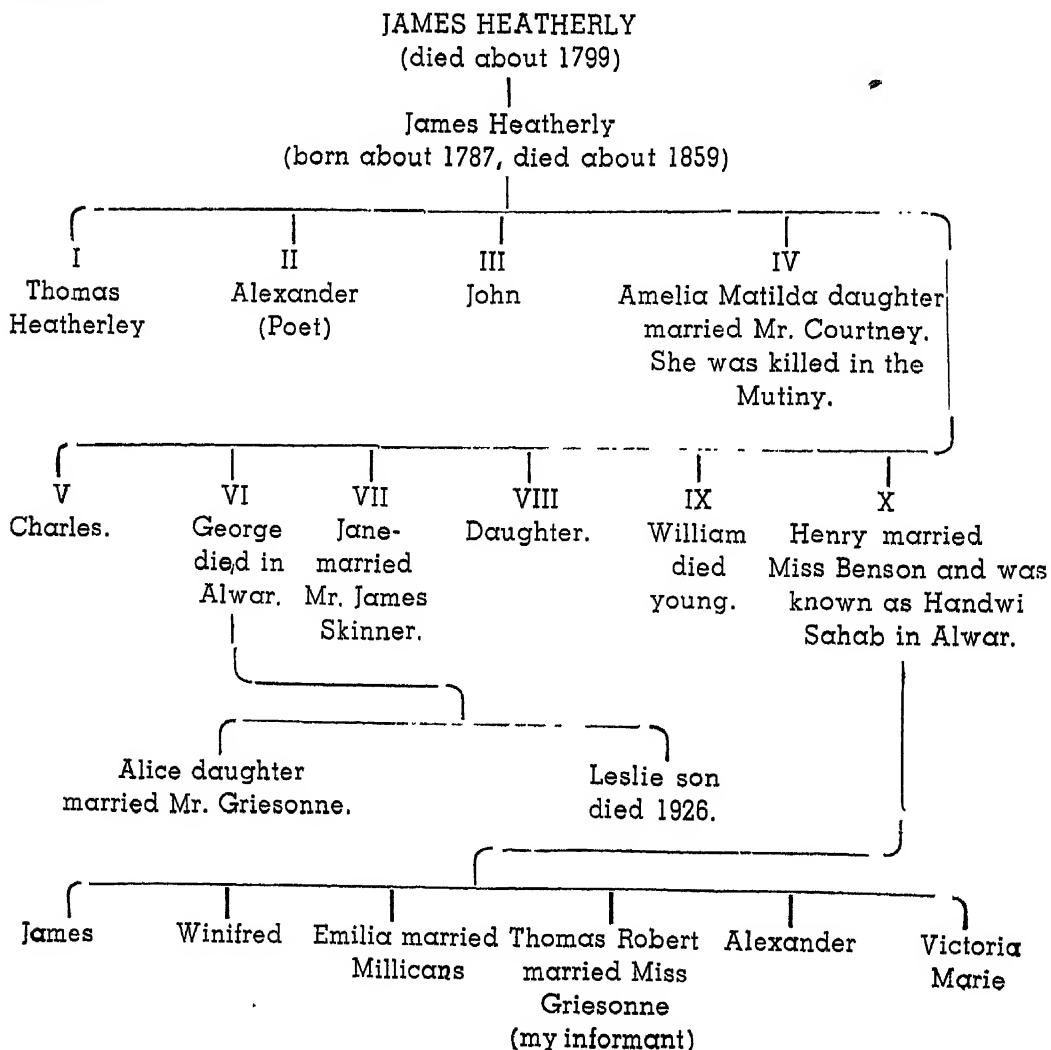 JAMES HEATHERLY
(died about 1799)
James Heatherly
(born about 1787, died about 1859)
I
Thomas
Heatherley
II
Alexander
(Poet)
III
John
IV
Amelia Matilda daughter
married Mr. Courtney.
She was killed in the
Mutiny.
V
Charles.
VI
George
died in
Alwar.
VII
Jane-
married
Mr. James
Skinner.
VIII
Daughter.
IX
William
died
young.
X
Henry married
Miss Benson and was
known as Handwi
Sahab in Alwar.
Alice daughter
married Mr. Griesonne.
Leslie son
died 1926.
James
Winifred
Emilia married
Millicans
Thomas Robert
married Miss
Griesonne
(my informant)
Alexander
Victoria
Marie